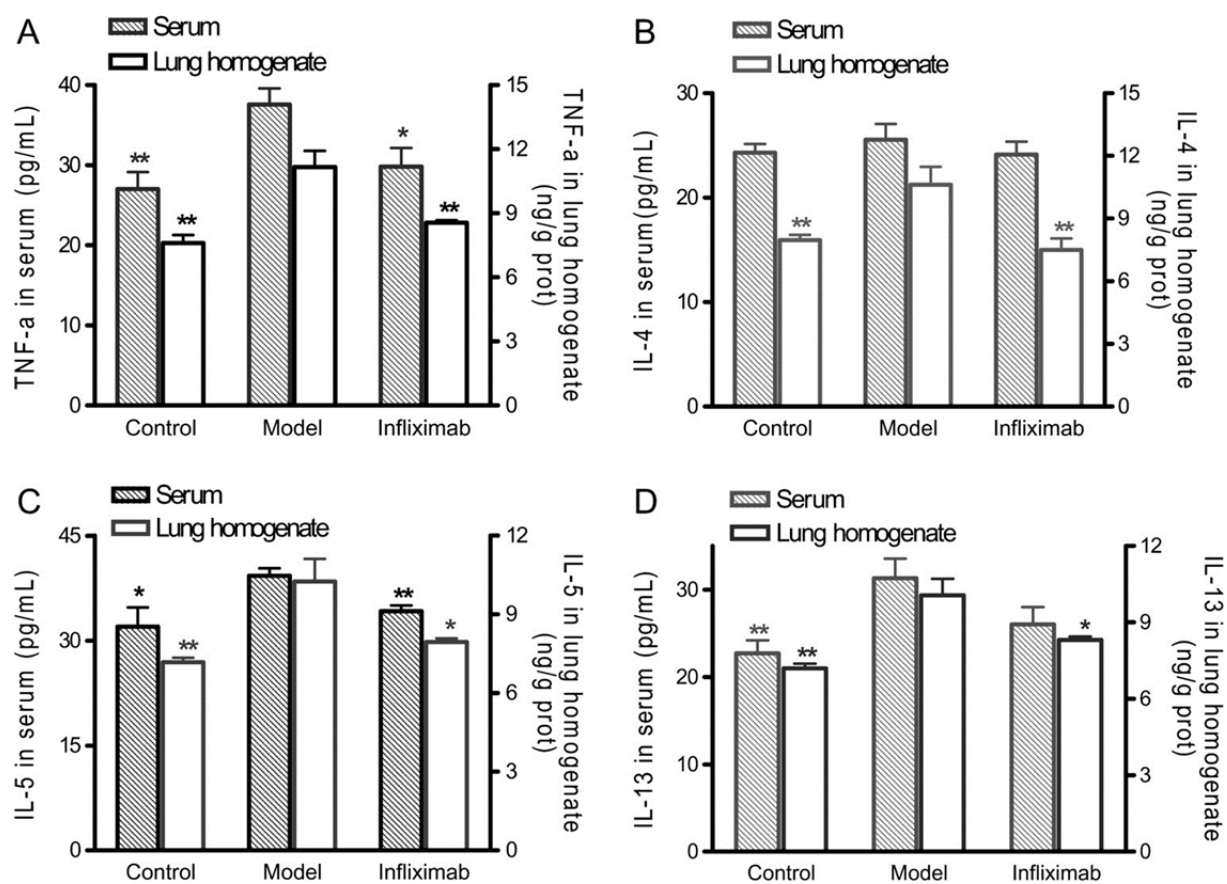 A
Serum
Lung homogenate
TNF-a in serum (pg/mL)
40
30
20
10
0
**
**
*
**
15
12
9
6
3
0
TNF-a in lung homogenate
(ng/g prot)
Control Model Infliximab
B
Serum
Lung homogenate
IL-4 in serum (pg/mL)
30
20
10
0
**
**
15
12
9
6
3
0
IL-4 in lung homogenate
(ng/g prot)
Control Model Infliximab
C
Serum
Lung homogenate
IL-5 in serum (pg/mL)
45
30
15
0
*
**
**
*
12
9
6
3
0
IL-5 in lung homogenate
(ng/g prot)
Control Model Infliximab
D
Serum
Lung homogenate
IL-13 in serum (pg/mL)
30
20
10
0
**
**
*
12
9
6
3
0
IL-13 in lung homogenate
(ng/g prot)
Control Model Infliximab